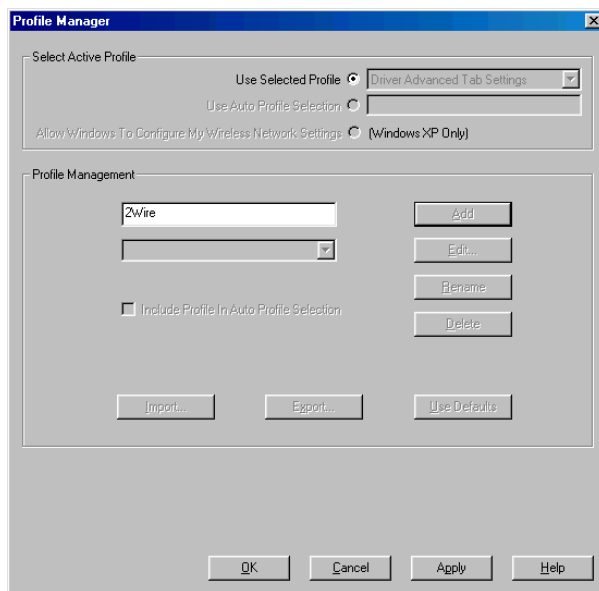 Profile Manager
Select Active Profile
Use Selected Profile
Driver Advanced Tab Settings
Use Auto Profile Selection
Allow Windows To Configure My Wireless Network Settings
(Windows XP Only)
Profile Management
2Wire
Add
Edit...
Rename
Include Profile In Auto Profile Selection
Delete
Import...
Export...
Use Defaults
OK
Cancel
Apply
Help